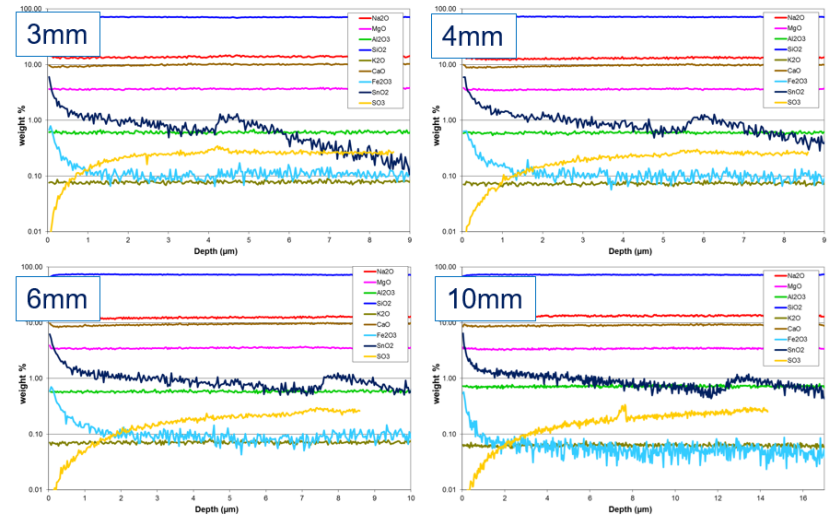 3mm
100.00
10.00
1.00
0.10
0.01
weight %
0 1 2 3 4 5 6 7 8 9
Depth (µm)
Na2O
MgO
Al2O3
SiO2
K2O
CaO
Fe2O3
SnO2
SO3
4mm
100.00
10.00
1.00
0.10
0.01
weight %
0 1 2 3 4 5 6 7 8 9
Depth (µm)
Na2O
MgO
Al2O3
SiO2
K2O
CaO
Fe2O3
SnO2
SO3
6mm
100.00
10.00
1.00
0.10
0.01
weight %
0 1 2 3 4 5 6 7 8 9 10
Depth (µm)
Na2O
MgO
Al2O3
SiO2
K2O
CaO
Fe2O3
SnO2
SO3
10mm
100.00
10.00
1.00
0.10
0.01
weight %
0 2 4 6 8 10 12 14 16
Depth (µm)
Na2O
MgO
Al2O3
SiO2
K2O
CaO
Fe2O3
SnO2
SO3